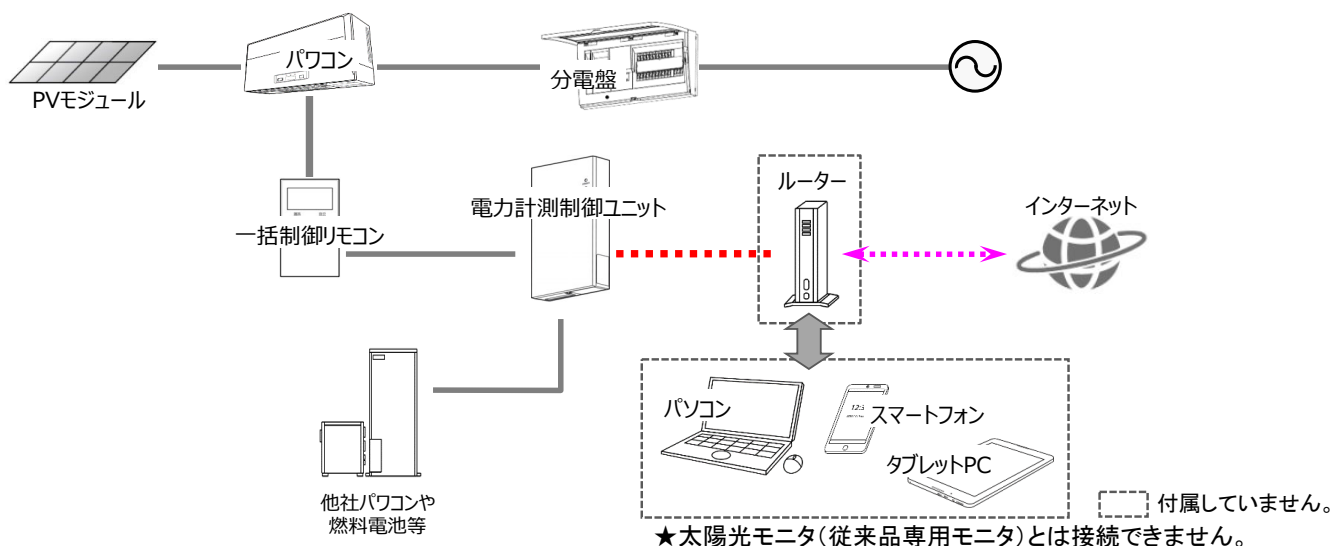 PVモジュール
パワコン
分電盤
一括制御リモコン
電力計測制御ユニット
ルーター
インターネット
パソコン
12:3
スマートフォン
タブレットPC
他社パワコンや
燃料電池等
付属していません。
★太陽光モニタ(従来品専用モニタ)とは接続できません。